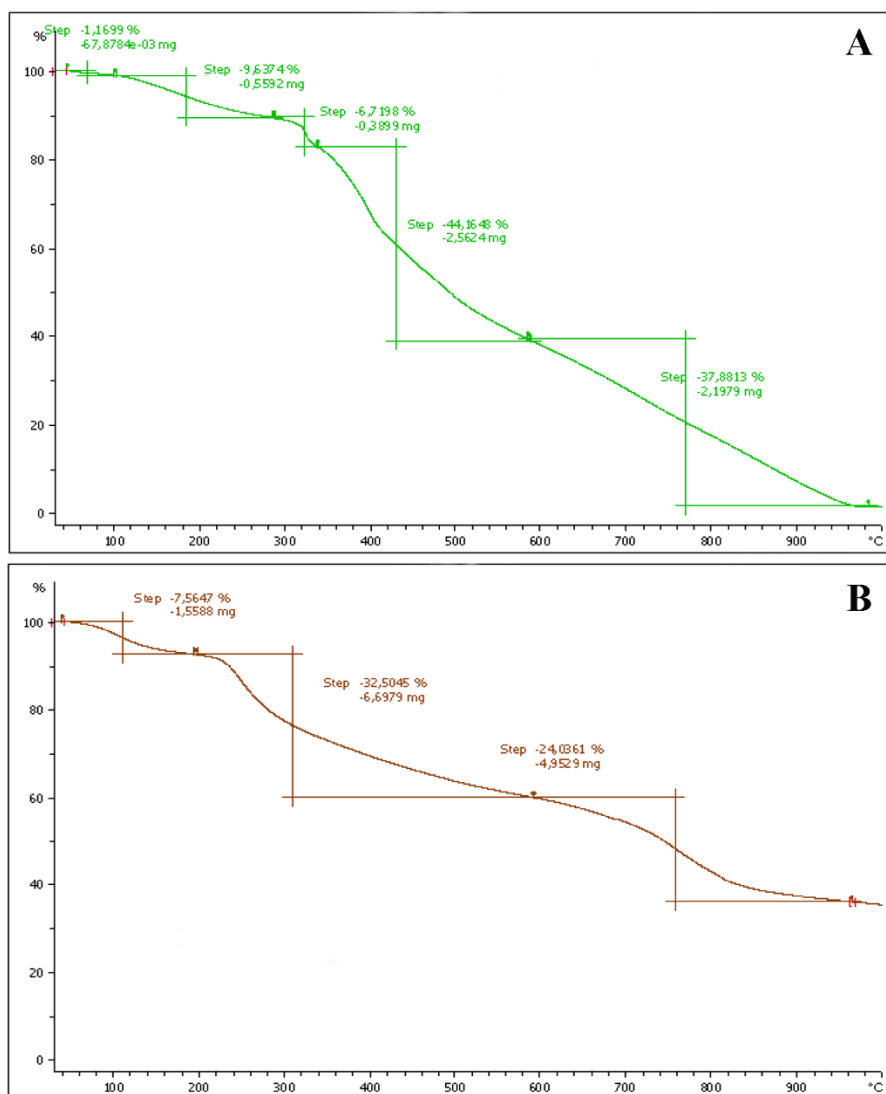 A
%
Step -1,1699 %
-67,8784e-03 mg
Step -9,6374 %
-0,5592 mg
Step -6,7198 %
-0,3899 mg
Step -44,1648 %
-2,5624 mg
Step -37,8813 %
-2,1979 mg
100
80
60
40
20
0
100 200 300 400 500 600 700 800 900 °C
B
%
Step -7,5647 %
-1,5588 mg
Step -32,5045 %
-6,6979 mg
Step -24,0361 %
-4,9529 mg
100
80
60
40
20
0
100 200 300 400 500 600 700 800 900 °C